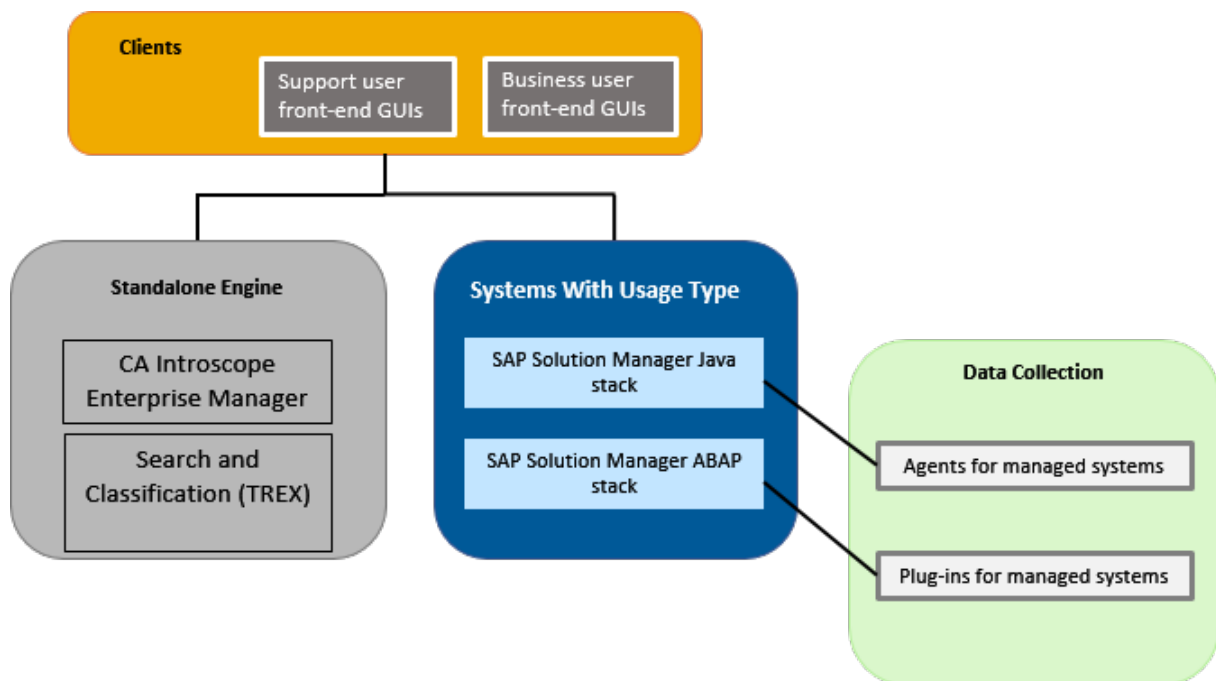 Clients
Support user
front-end GUIs
Business user
front-end GUIs
Standalone Engine
CA Introscope
Enterprise Manager
Search and
Classification (TREX)
Systems With Usage Type
SAP Solution Manager Java
stack
SAP Solution Manager ABAP
stack
Data Collection
Agents for managed systems
Plug-ins for managed systems